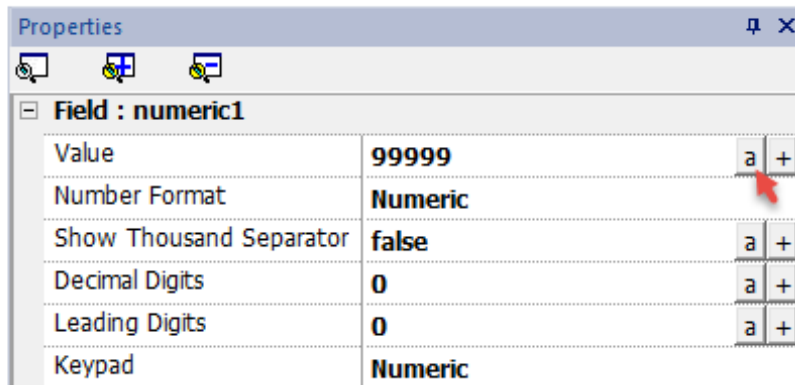 Properties
Field : numeric1
Value 99999 a +
Number Format Numeric
Show Thousand Separator false a +
Decimal Digits 0 a +
Leading Digits 0 a +
Keypad Numeric